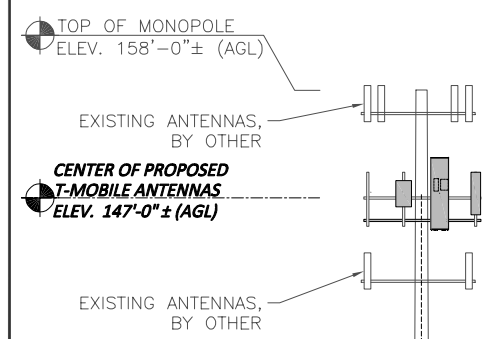 TOP OF MONOPOLE
ELEV. 158'-0"± (AGL)
EXISTING ANTENNAS,
BY OTHER
CENTER OF PROPOSED
T-MOBILE ANTENNAS
ELEV. 147'-0" ± (AGL)
EXISTING ANTENNAS,
BY OTHER